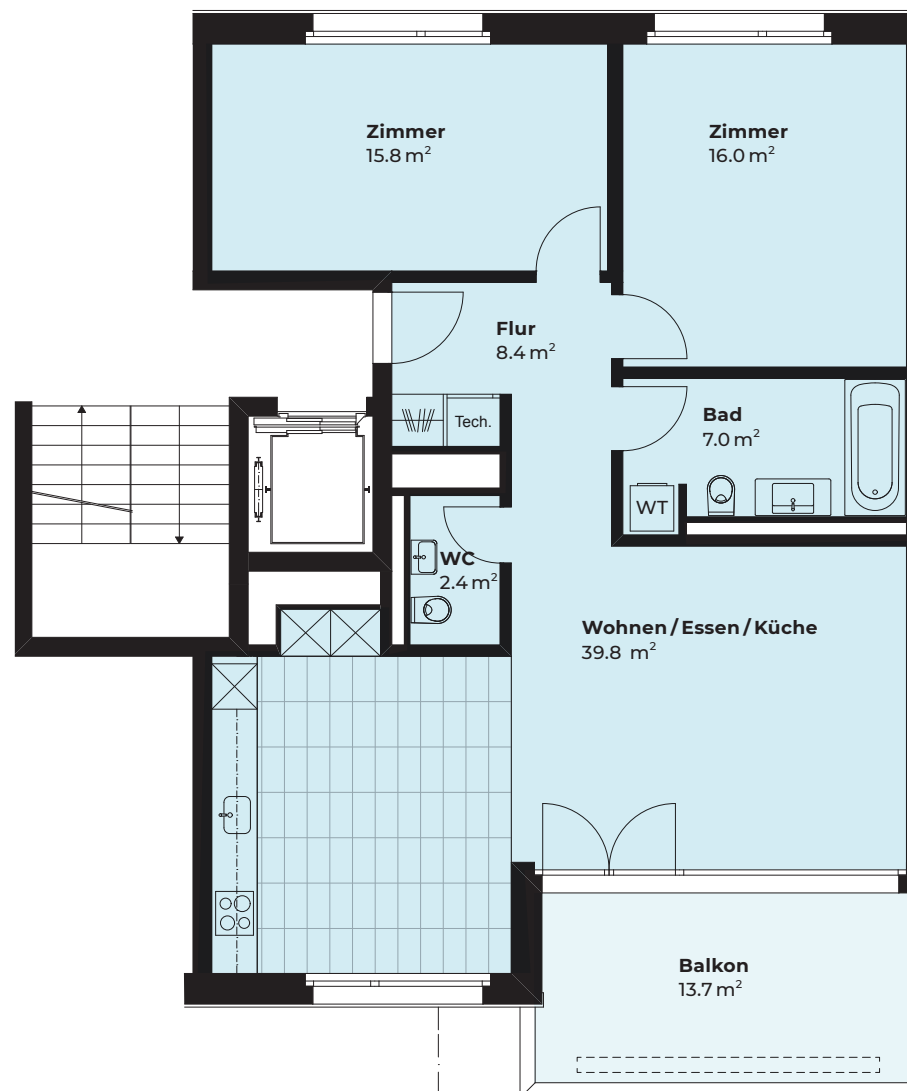 Zimmer
15.8 m²
Zimmer
16.0 m²
Flur
8.4 m²
Tech.
Bad
7.0 m²
WT
WC
2.4 m²
Wohnen / Essen / Küche
39.8 m²
Balkon
13.7 m²